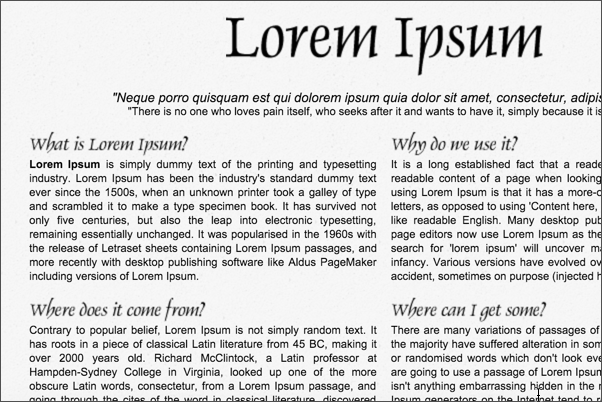 Lorem Ipsum
"Neque porro quisquam est qui dolorem ipsum quia dolor sit amet, consectetur,
"There is no one who loves pain itself, who seeks after it and wants to have it, simply because it is
What is Lorem Ipsum?
Lorem Ipsum is simply dummy text of the printing and typesetting
industry. Lorem Ipsum has been the industry's standard dummy text
ever since the 1500s, when an unknown printer took a galley of type
and scrambled it to make a type specimen book. It has survived not
only five centuries, but also the leap into electronic typesetting,
remaining essentially unchanged. It was popularised in the 1960s with
the release of Letraset sheets containing Lorem Ipsum passages, and
more recently with desktop publishing software like Aldus PageMaker
including versions of Lorem Ipsum.
Why do we use it?
It is a long established fact that a
readable content of a page when looking
using Lorem Ipsum is that it has a
letters, as opposed to using 'Content here,
like readable English. Many desktop
page editors now use Lorem Ipsum as
search for 'lorem ipsum' will uncover
infancy. Various versions have evolved
accident, sometimes on purpose (injected
Where does it come from?
Contrary to popular belief, Lorem Ipsum is not simply random text. It
has roots in a piece of classical Latin literature from 45 BC, making it
over 2000 years old. Richard McClintock, a Latin professor at
Hampden-Sydney College in Virginia, looked up one of the more
obscure Latin words, consectetur, from a Lorem Ipsum passage, and
going through the cites of the word in classical literature, discovered
Where can I get some?
There are many variations of passages of
the majority have suffered alteration in
or randomised words which don't look
are going to use a passage of Lorem
isn't anything embarrassing hidden in the
Ipsum generators on the Internet tend to